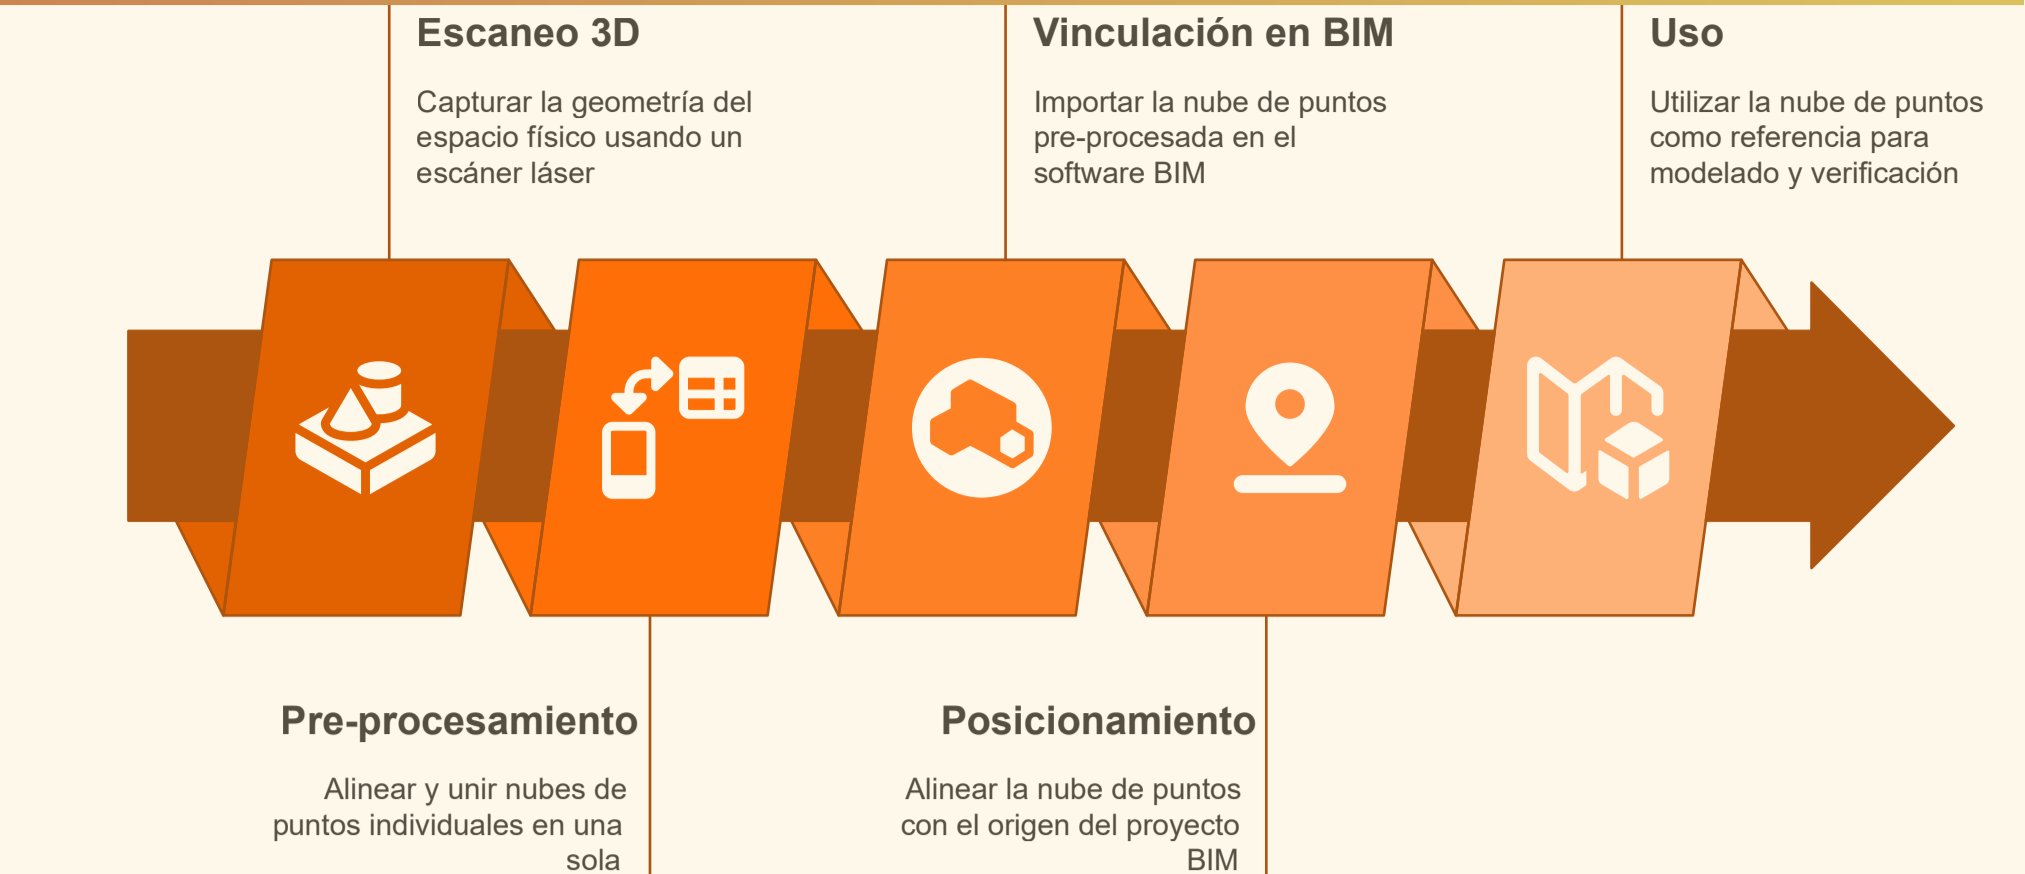 Escaneo 3D
Capturar la geometría del
espacio físico usando un
escáner láser
Vinculación en BIM
Importar la nube de puntos
pre-procesada en el
software BIM
Uso
Utilizar la nube de puntos
como referencia para
modelado y verificación
Pre-procesamiento
Alinear y unir nubes de
puntos individuales en una
sola
Posicionamiento
Alinear la nube de puntos
con el origen del proyecto
BIM